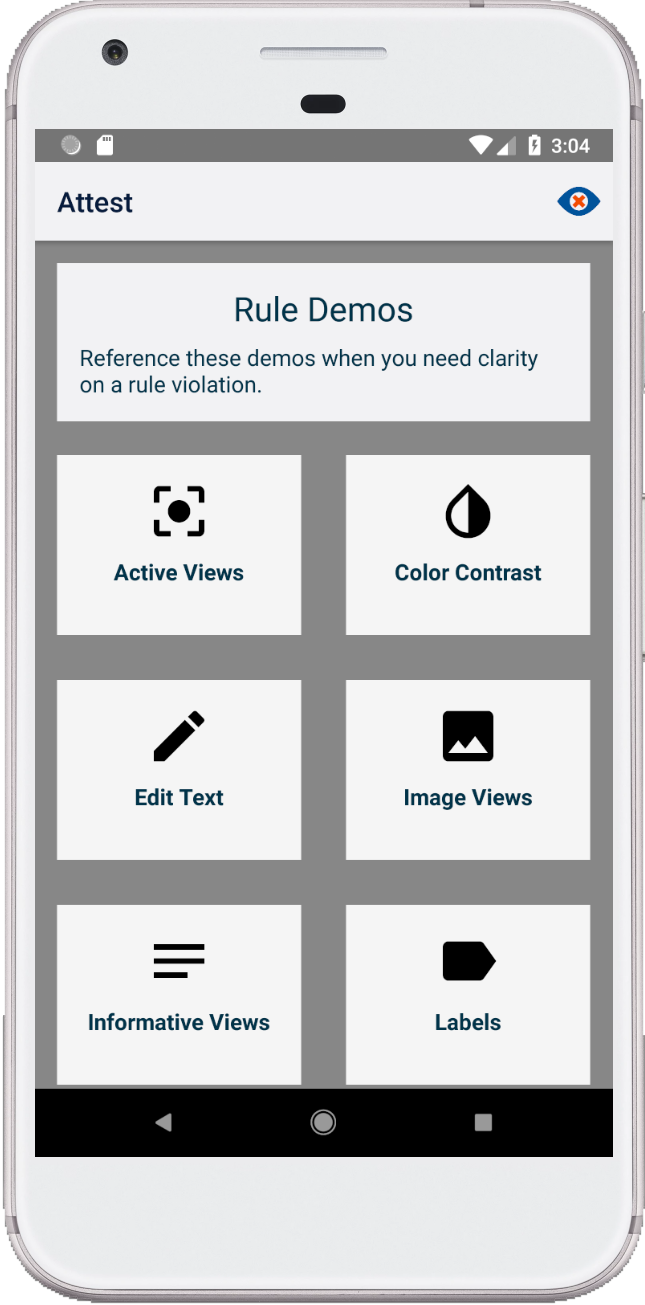 3:04
Attest
Rule Demos
Reference these demos when you need clarity
on a rule violation.
Active Views
Color Contrast
Edit Text
Image Views
Informative Views
Labels